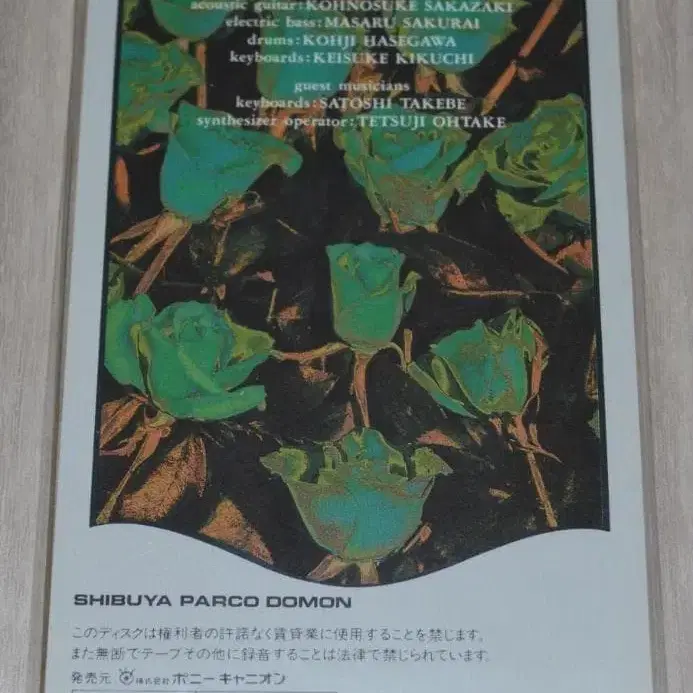 acoustic guitar:KOHNOSUKE SAKAZAKI
electric bass:MASARU SAKURAI
drums:KOHJI HASEGAWA
keyboards:KEISUKE KIKUCHI
guest musicians
keyboards:SATOSHI TAKEBE
synthesizer operator:TETSUJI OHTAKE
SHIBUYA PARCO DOMON
このディスクは権利者の許諾なく賃貸業に使用することを禁じます。
また無断でテープその他に録音することは法律で禁じられています。
発売元 株式会社ポニーキャニオン